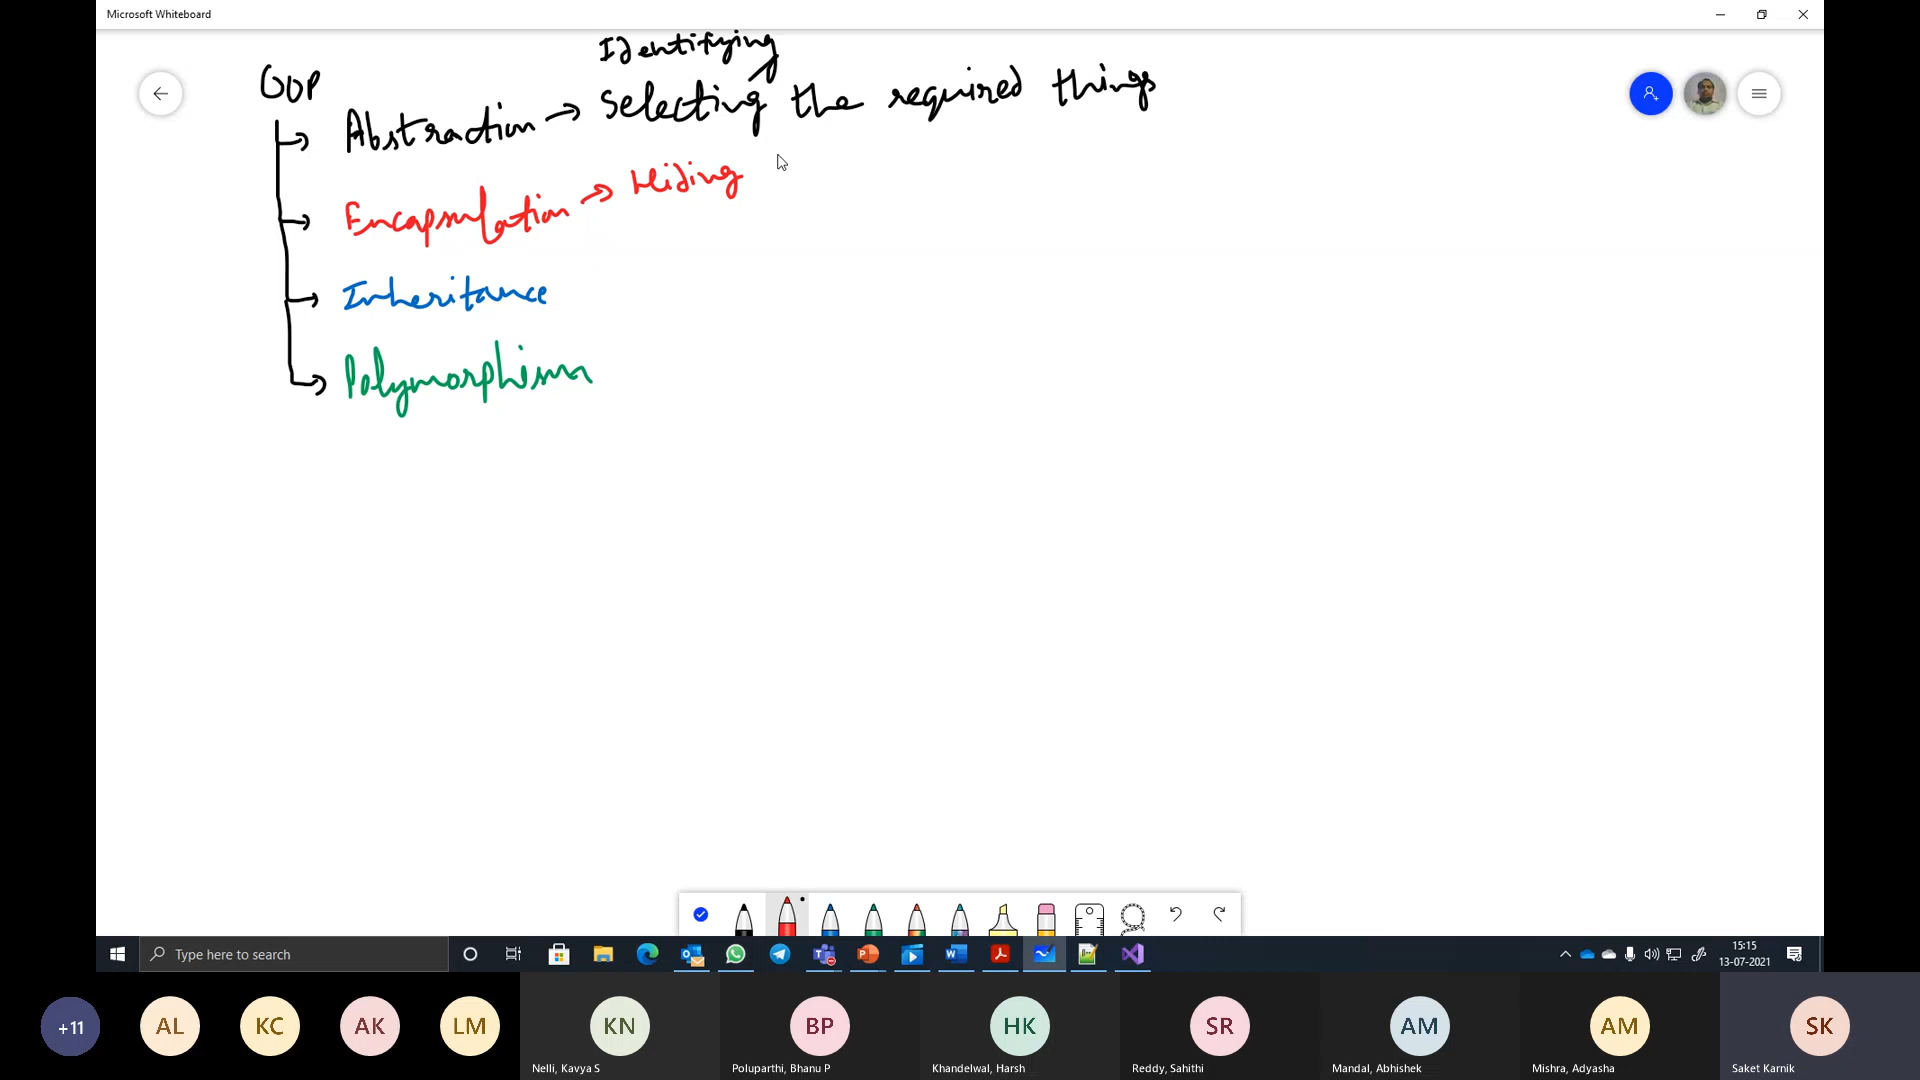 Microsoft Whiteboard
Identifying
OOP
Abstraction → Selecting the required things
Encapsulation → Hiding
Inheritance
Polymorphism
Type here to search
15:15
13-07-2021
+11
AL
KC
AK
LM
KN
BP
HK
SR
AM
AM
SK
Nelli, Kavya S
Poluparthi, Bhanu P
Khandelwal, Harsh
Reddy, Sahithi
Mandal, Abhishek
Mishra, Adyasha
Saket Karnik